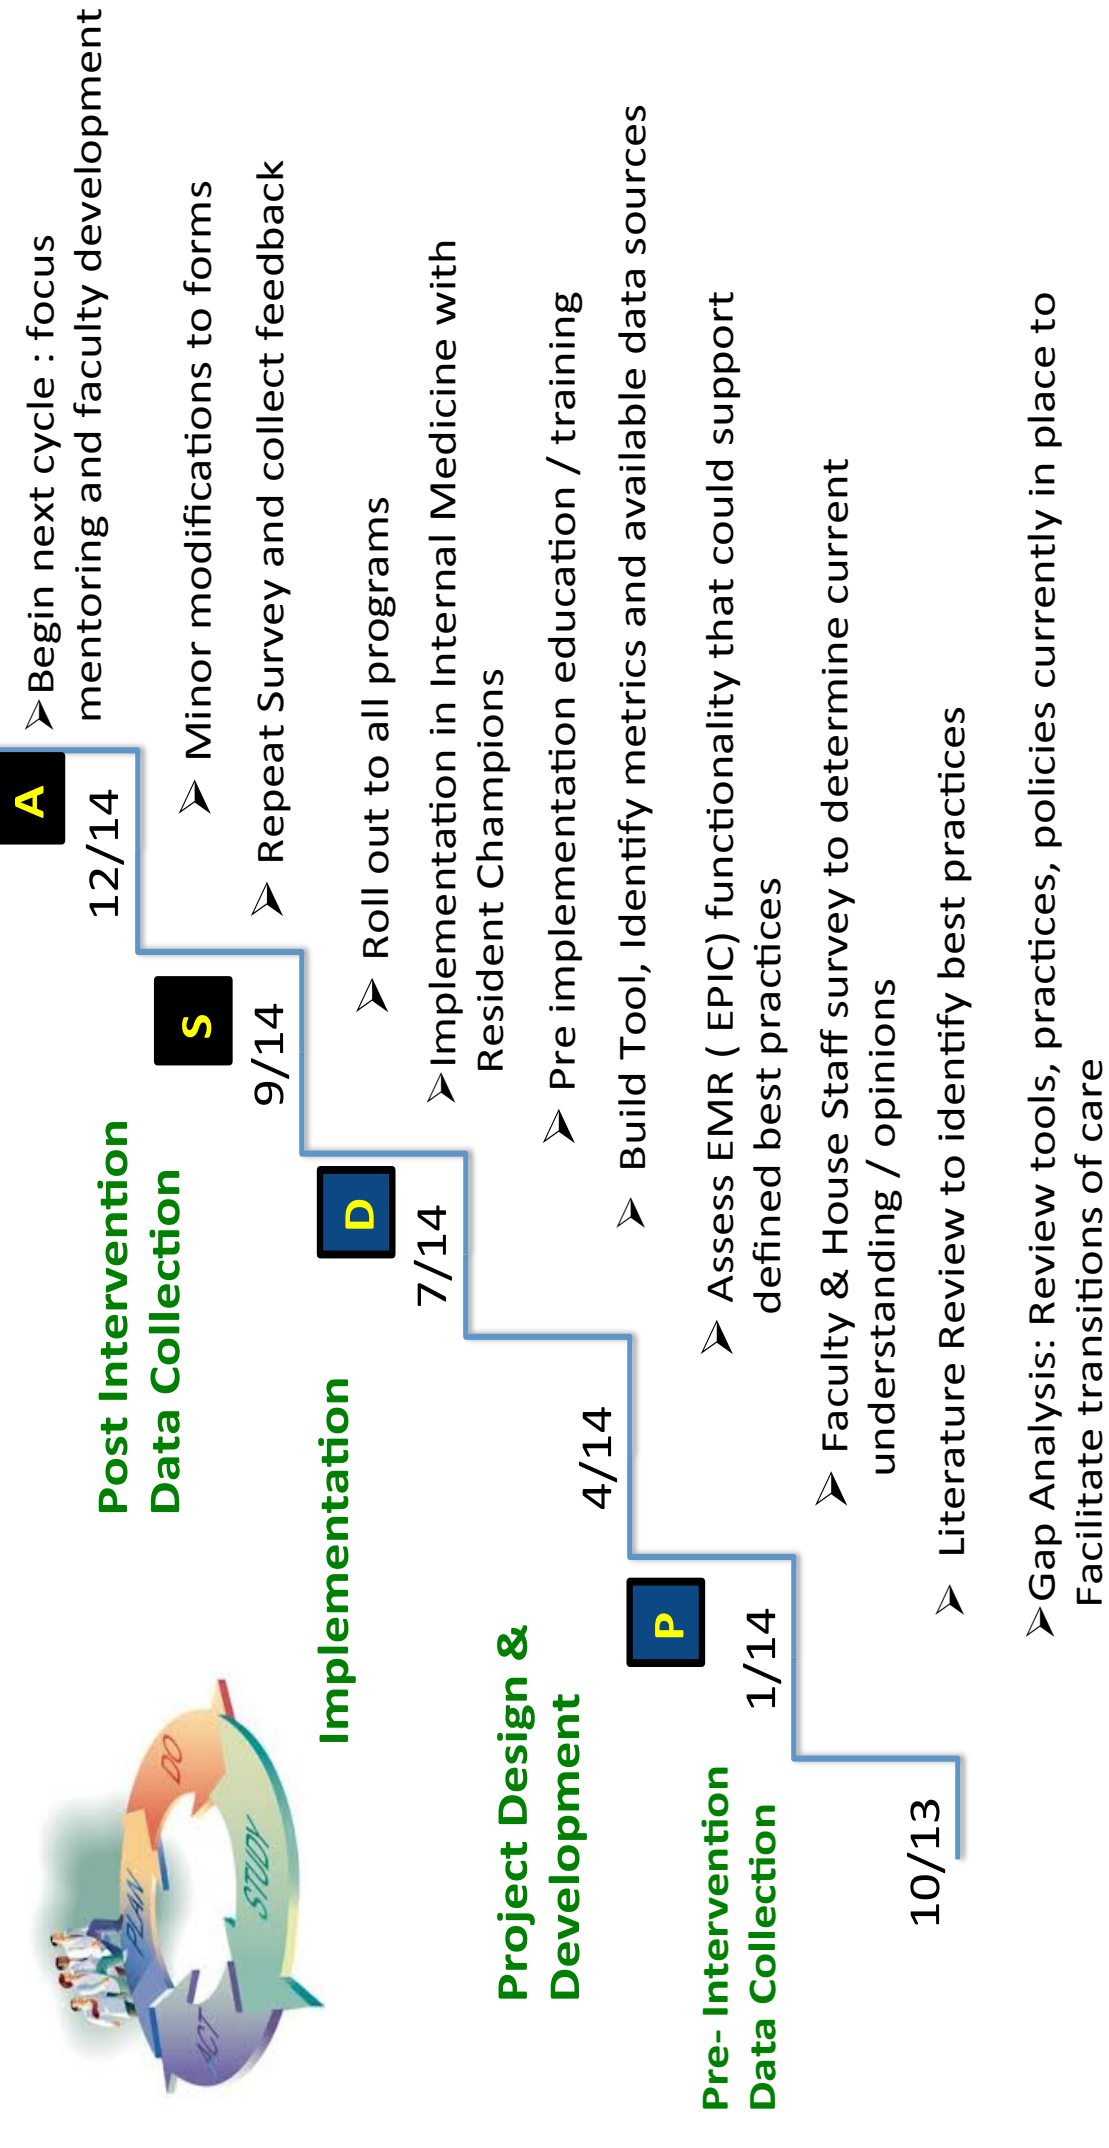 PLAN
DO
STUDY
ACT
Post Intervention
Data Collection
Implementation
Project Design &
Development
Pre- Intervention
Data Collection
A
12/14
S
9/14
D
7/14
4/14
P
1/14
10/13
➢Begin next cycle : focus
mentoring and faculty development
➢ Minor modifications to forms
➢ Repeat Survey and collect feedback
➢ Roll out to all programs
➢Implementation in Internal Medicine with
Resident Champions
➢ Pre implementation education / training
➢ Build Tool, Identify metrics and available data sources
➢ Assess EMR ( EPIC) functionality that could support
defined best practices
➢ Faculty & House Staff survey to determine current
understanding / opinions
➢ Literature Review to identify best practices
➢Gap Analysis: Review tools, practices, policies currently in place to
Facilitate transitions of care